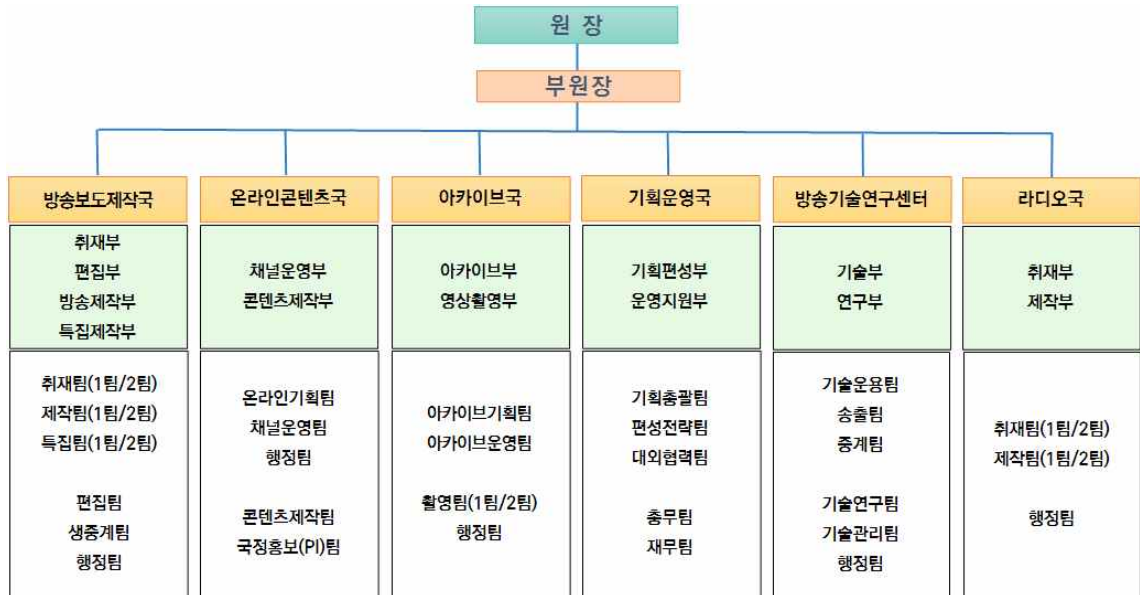 원 장
부원장
방송보도제작국
취재부
편집부
방송제작부
특집제작부
취재팀(1팀/2팀)
제작팀(1팀/2팀)
특집팀(1팀/2팀)
편집팀
생중계팀
행정팀
온라인콘텐츠국
채널운영부
콘텐츠제작부
온라인기획팀
채널운영팀
행정팀
콘텐츠제작팀
국정홍보(PI)팀
아카이브국
아카이브부
영상촬영부
아카이브기획팀
아카이브운영팀
촬영팀(1팀/2팀)
행정팀
기획운영국
기획편성부
운영지원부
기획총괄팀
편성전략팀
대외협력팀
총무팀
재무팀
방송기술연구센터
기술부
연구부
기술운용팀
송출팀
중계팀
기술연구팀
기술관리팀
행정팀
라디오국
취재부
제작부
취재팀(1팀/2팀)
제작팀(1팀/2팀)
행정팀